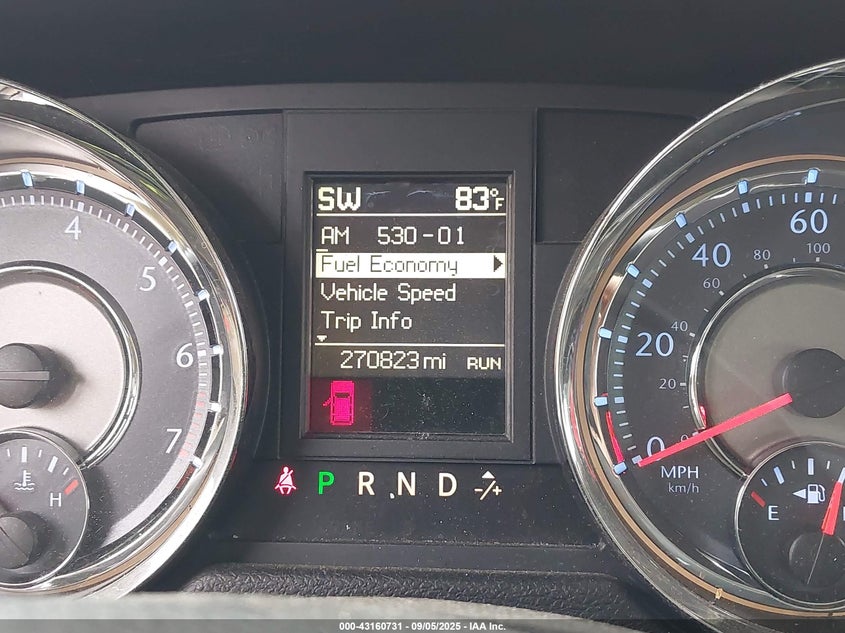 SW 83°F
AM 530-01
Fuel Economy
Vehicle Speed
Trip Info
270823 mi RUN
P R N D -/+
4
5
6
7
H
0
20
40
60
0
20
40
60
80
100
MPH
km/h
E
000-43160731 - 09/05/2025 - IAA Inc.